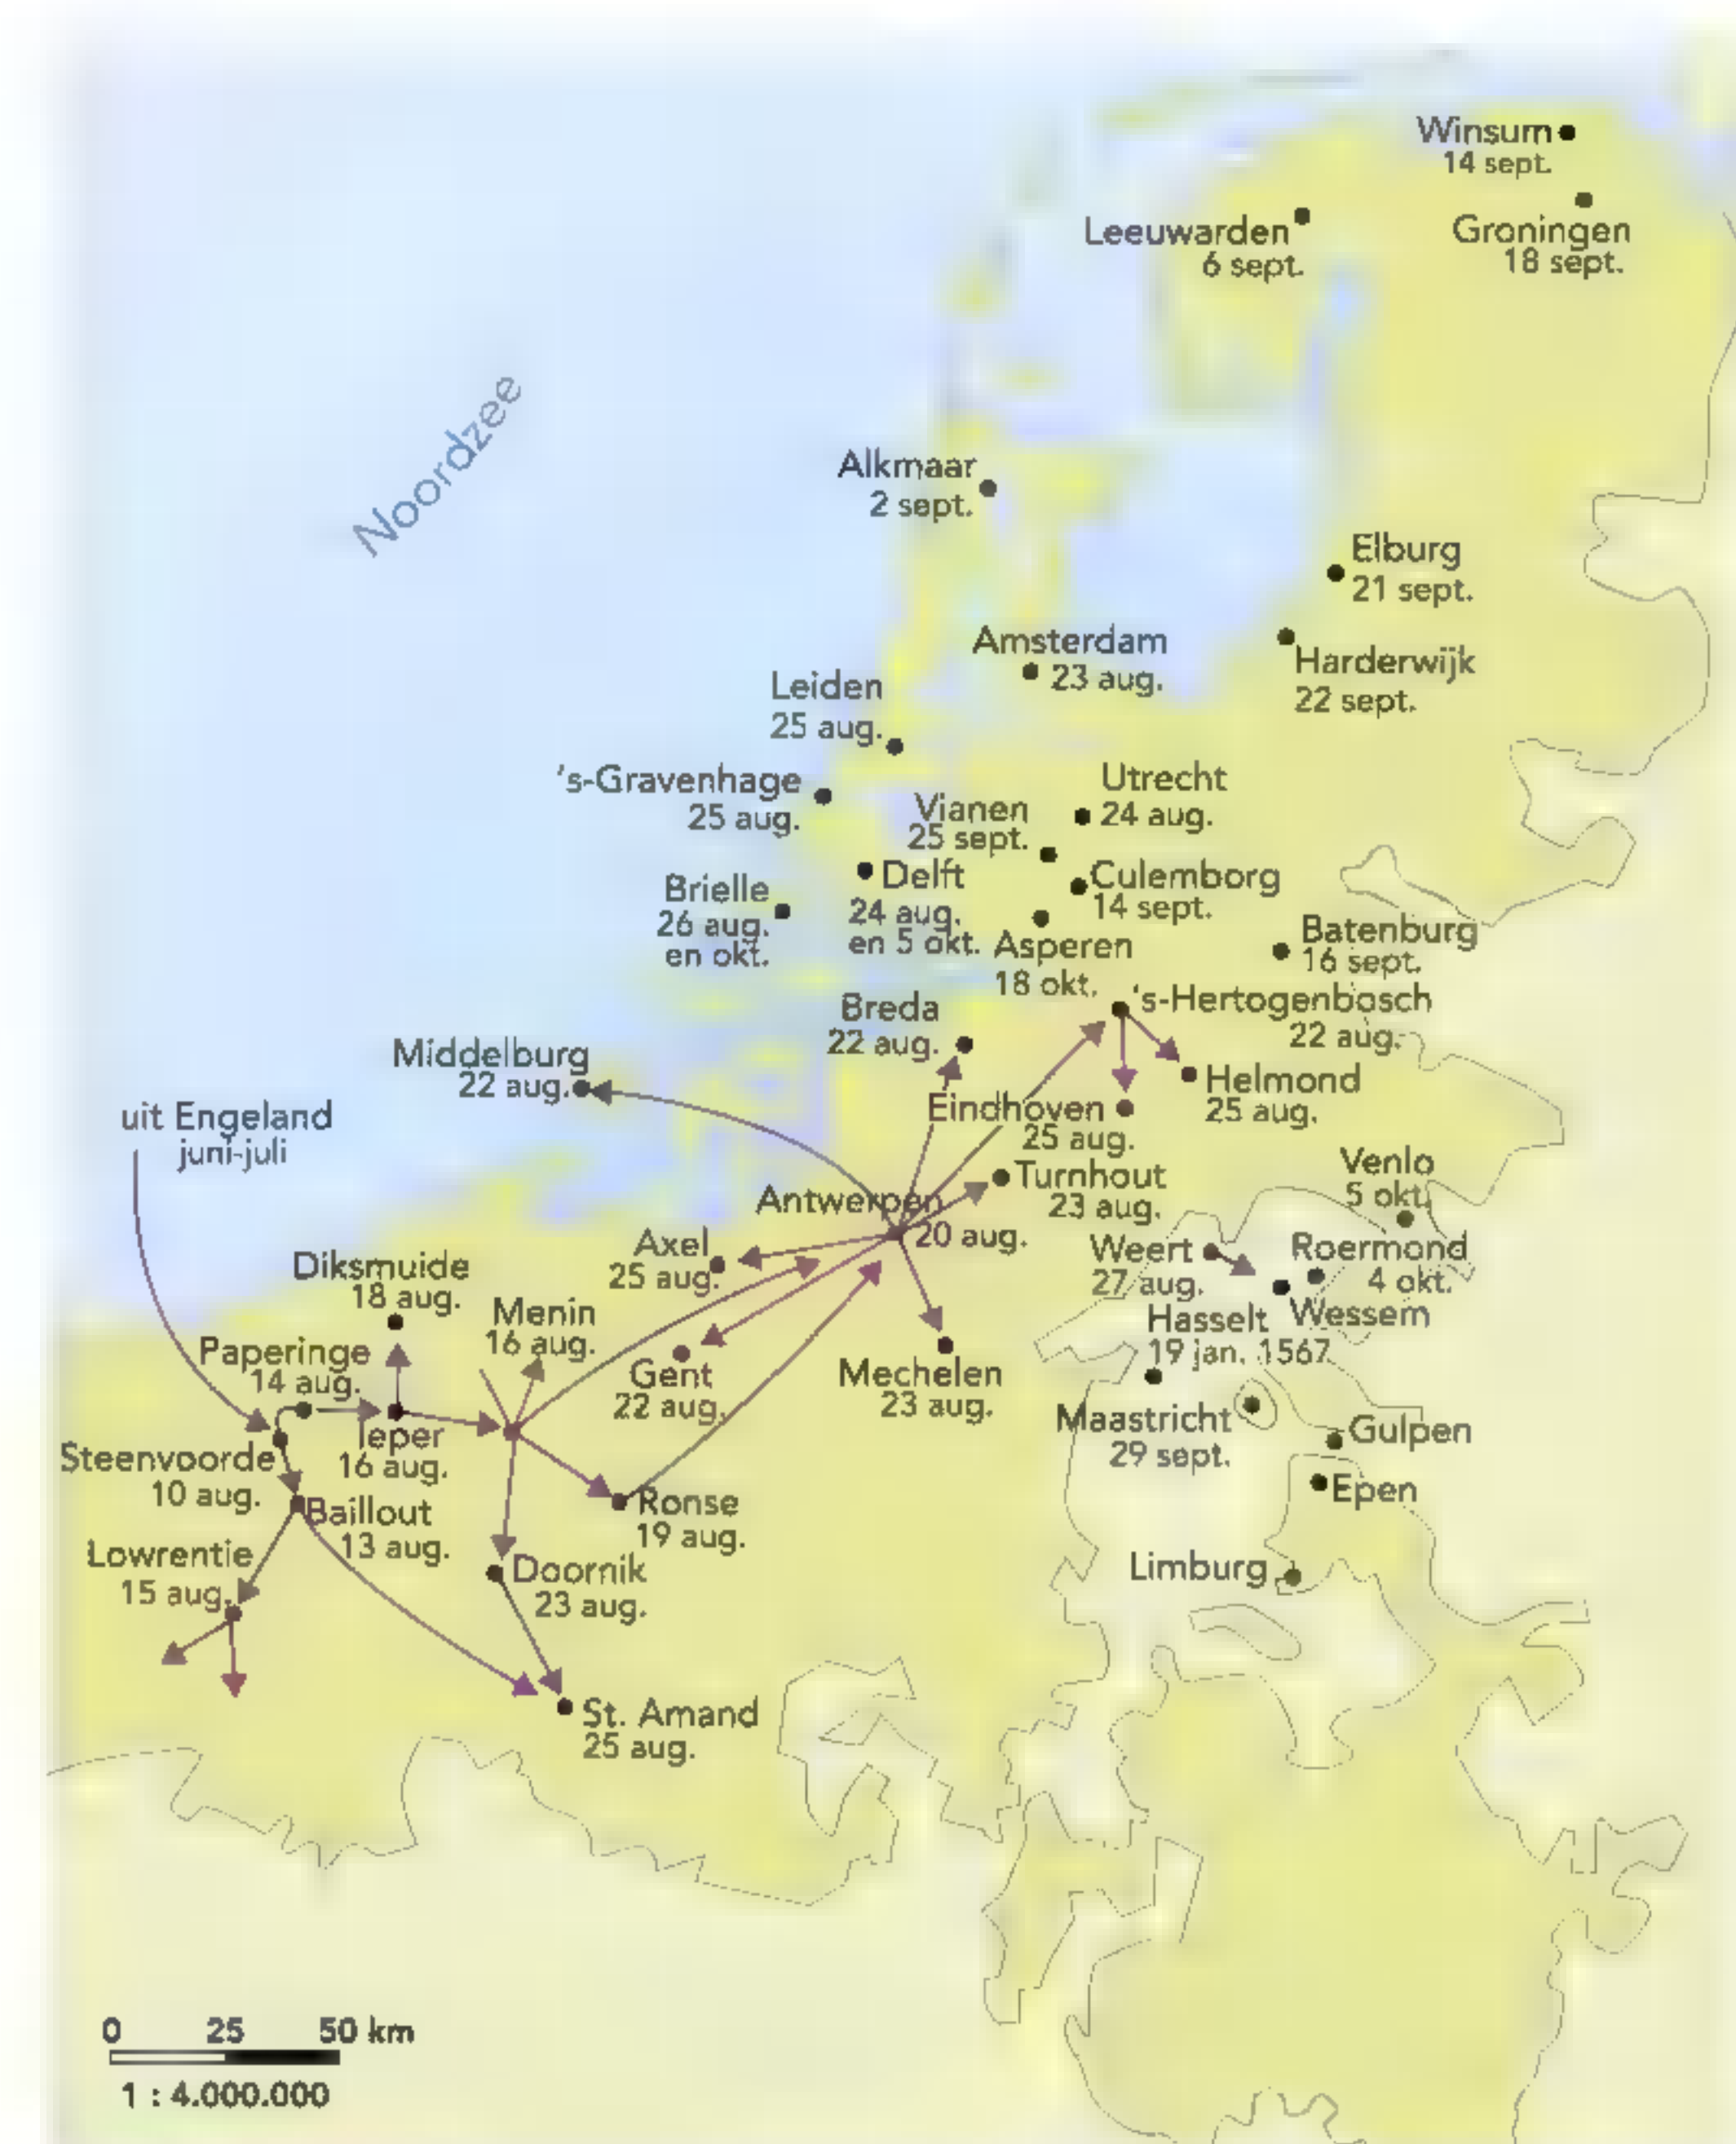 Winsum
14 sept.
Leeuwarden
6 sept.
Groningen
18 sept.
Noordzee
Alkmaar
2 sept.
Elburg
21 sept.
Amsterdam
23 aug.
Harderwijk
22 sept.
Leiden
25 aug.
's-Gravenhage
25 aug.
Utrecht
24 aug.
Vianen
25 sept.
Delft
24 aug.
en 5 okt.
Culemborg
14 sept.
Brielle
26 aug.
en okt.
Asperen
18 okt.
Batenburg
16 sept.
's-Hertogenbosch
22 aug.
Breda
22 aug.
Middelburg
22 aug.
Helmond
25 aug.
Eindhoven
25 aug.
uit Engeland
juni-juli
Turnhout
23 aug.
Venlo
5 okt.
Antwerpen
20 aug.
Axel
25 aug.
Weert
27 aug.
Roermond
4 okt.
Wessem
Diksmuide
18 aug.
Menin
16 aug.
Hasselt
19 jan. 1567
Paperinge
14 aug.
Gent
22 aug.
Mechelen
23 aug.
Maastricht
29 sept.
Gulpen
Ieper
16 aug.
Steenvoorde
10 aug.
Epen
Ronse
19 aug.
Baillout
13 aug.
Lowrentie
15 aug.
Doornik
23 aug.
Limburg
St. Amand
25 aug.
0 25 50 km
1 : 4.000.000